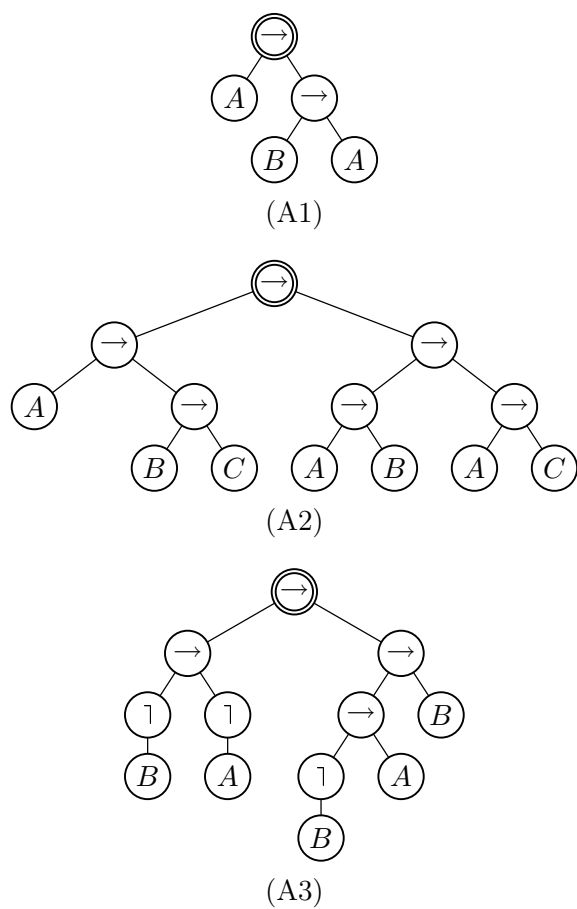 →
A →
B A
(A1)
→
→ →
A → → →
B C A B A C
(A2)
→
→ →
˥ ˥ → B
B A ˥ A
B
(A3)